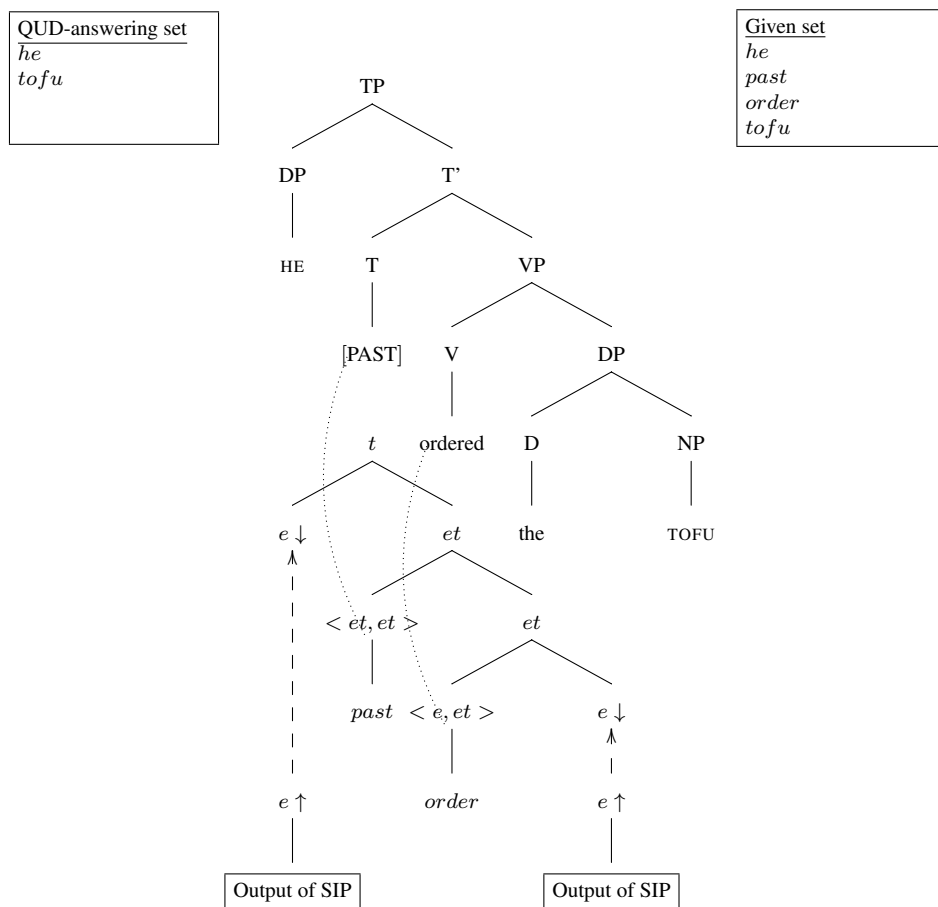 QUD-answering set
he
tofu
Given set
he
past
order
tofu
TP
DP T'
HE T VP
[PAST] V DP
t ordered D NP
e ↓ et the TOFU
< et, et > et
past < e, et > e ↓
e ↑ order e ↑
Output of SIP Output of SIP